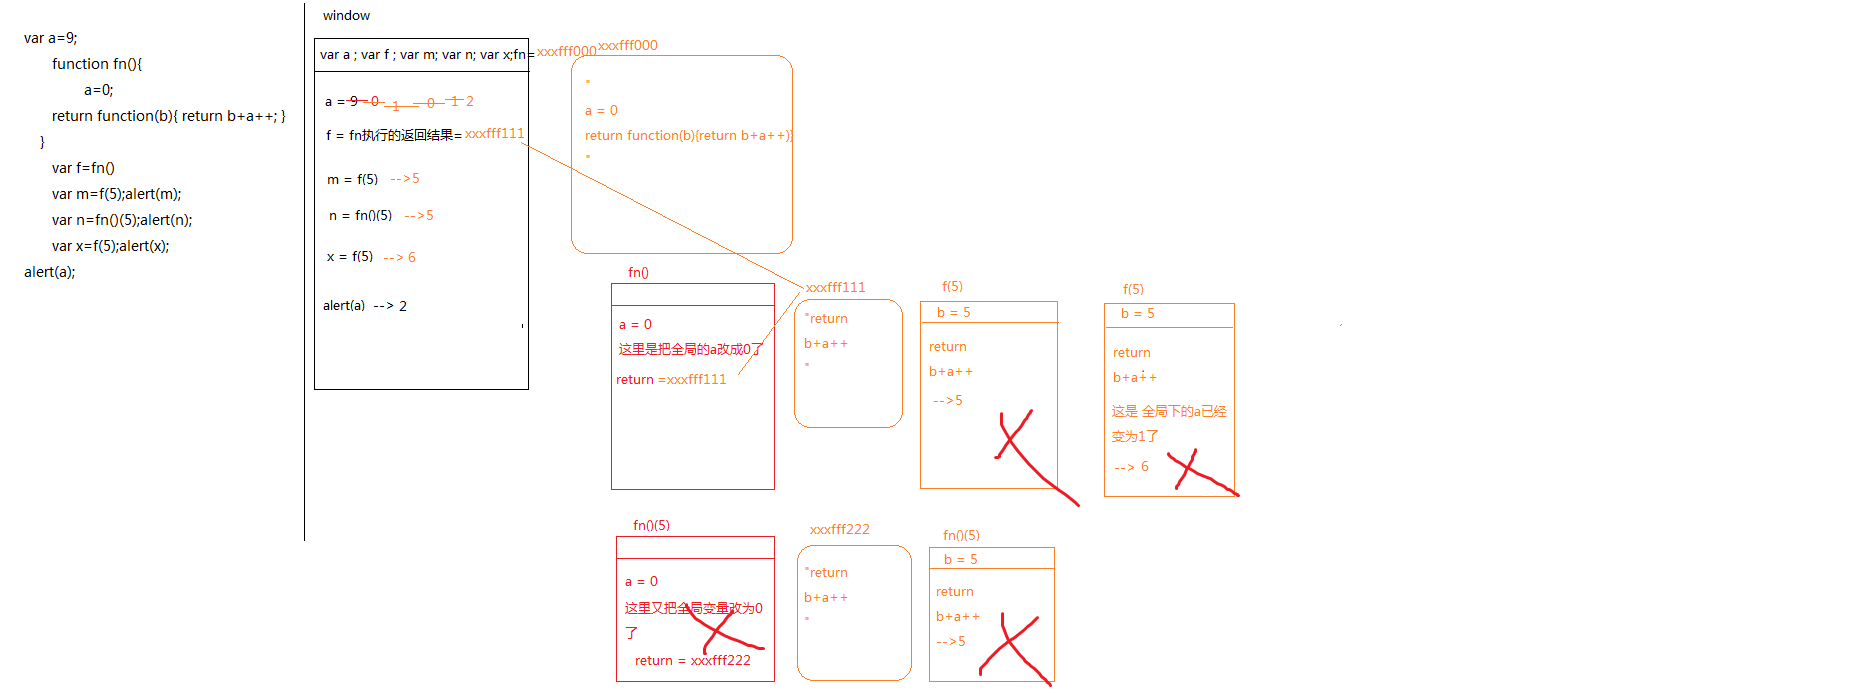 var a=9;
function fn(){
a=0;
return function(b){ return b+a++; }
}
var f=fn()
var m=f(5);alert(m);
var n=fn()(5);alert(n);
var x=f(5);alert(x);
alert(a);
window
var a ; var f ; var m; var n; var x;fn=xxxfff000
a = 9 0 1 0 1 2
f = fn执行的返回结果=xxxfff111
m = f(5) -->5
n = fn()(5) -->5
x = f(5) --> 6
alert(a) --> 2
xxxfff000
"
a = 0
return function(b){return b+a++)}
"
fn()
a = 0
这里是把全局的a改成0了
return =xxxfff111
xxxfff111
"return
b+a++
"
f(5)
b = 5
return
b+a++
-->5
f(5)
b = 5
return
b+a++
这是 全局下的a已经
变为1了
--> 6
fn()(5)
a = 0
这里又把全局变量改为0
了
return = xxxfff222
xxxfff222
"return
b+a++
"
fn()(5)
b = 5
return
b+a++
-->5